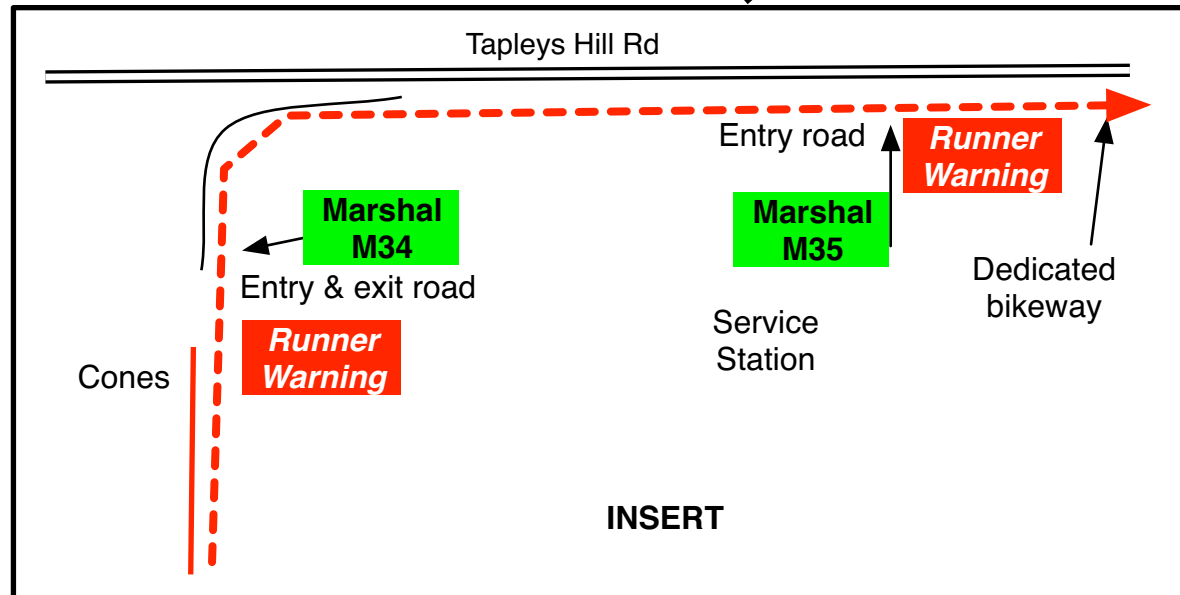 Tapleys Hill Rd
Entry road
Runner
Warning
Marshal
M34
Marshal
M35
Entry & exit road
Dedicated
bikeway
Runner
Warning
Service
Station
Cones
INSERT